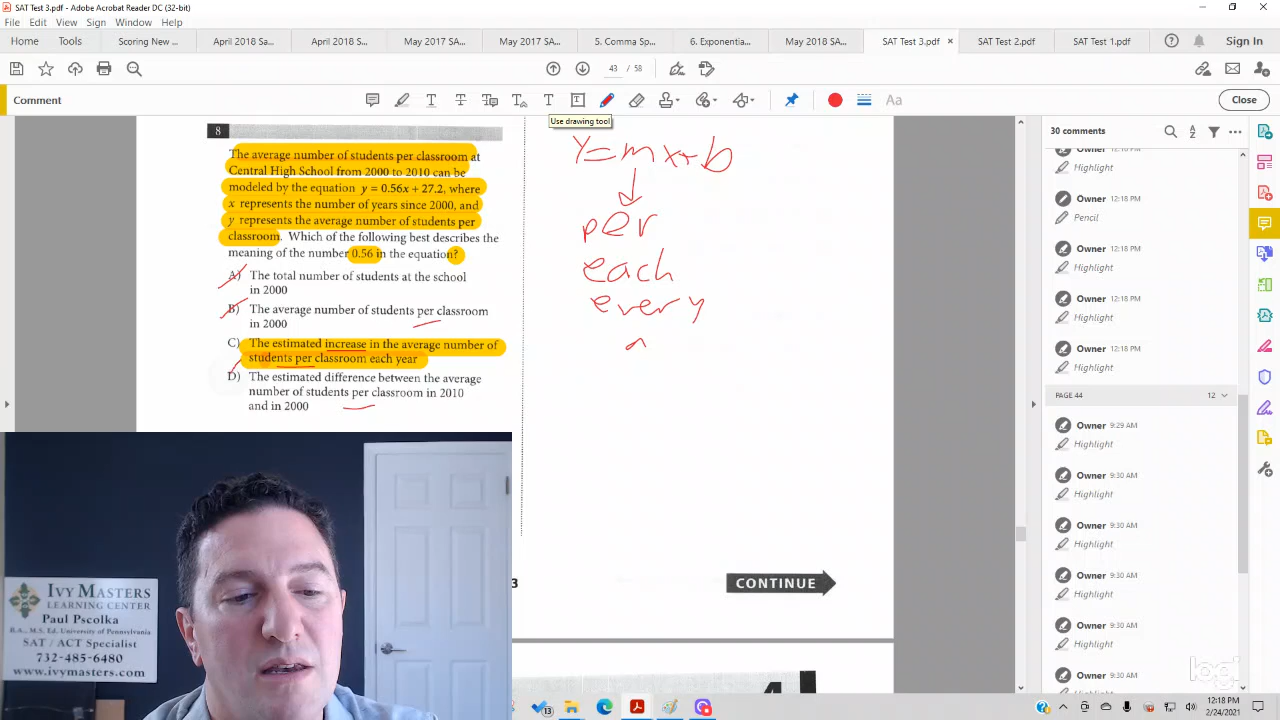 SAT Test 3.pdf - Adobe Acrobat Reader DC (32-bit)
File Edit View Sign Window Help
Home Tools Scoring New ... April 2018 Sa... April 2018 S... May 2017 SA... May 2017 SA... 5. Comma Sp... 6. Exponentia... May 2018 SA... SAT Test 3.pdf SAT Test 2.pdf SAT Test 1.pdf Sign In
43 / 58
Comment Aa Close
Use drawing tool
30 comments
8
The average number of students per classroom at
Central High School from 2000 to 2010 can be
modeled by the equation y = 0.56x + 27.2, where
x represents the number of years since 2000, and
y represents the average number of students per
classroom. Which of the following best describes the
meaning of the number 0.56 in the equation?
A) The total number of students at the school
in 2000
B) The average number of students per classroom
in 2000
C) The estimated increase in the average number of
students per classroom each year
D) The estimated difference between the average
number of students per classroom in 2010
and in 2000
y=mx+b
per
each
every
a
3
CONTINUE
4
Highlight
Owner 12:18 PM
Pencil
Owner 12:18 PM
Highlight
Owner 12:18 PM
Highlight
Owner 12:18 PM
Highlight
PAGE 44 12
Owner 9:29 AM
Highlight
Owner 9:30 AM
Highlight
Owner 9:30 AM
Highlight
Owner 9:30 AM
Highlight
Owner 9:30 AM
Highlight
Owner 9:30 AM
IVY MASTERS
LEARNING CENTER
Paul Pscolka
B.A., M.S. Ed. University of Pennsylvania
SAT / ACT Specialist
732-485-6480
www.ivymasters.com
logi
13
12:18 PM
2/24/2021